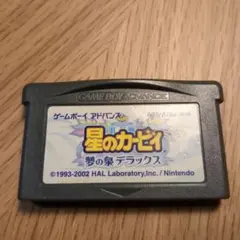 GAME BOY ADVANCE
ゲームボーイ アドバンス
星のカービィ
夢の泉デラックス
©1993-2002 HAL Laboratory,Inc./ Nintendo